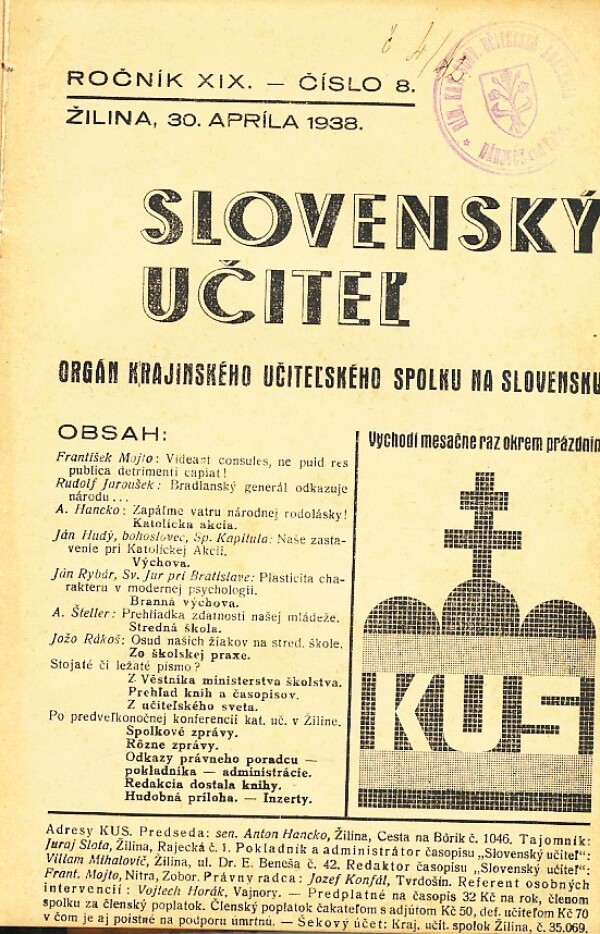 č 4/
ROČNÍK XIX. — ČÍSLO 8.
ŽILINA, 30. APRÍLA 1938.
SLOVENSKÝ
UČITEĽ
ORGÁN KRAJINSKÉHO UČITEĽSKÉHO SPOLKU NA SLOVENSKU
OBSAH:
František Mojto: Videant consules, ne quid res
publica detrimenti capiat!
Rudolf Jaroušek: Bradlanský generál odkazuje
národu . . .
A. Hancko: Zapáľme vatru národnej rodolásky!
Katolícka akcia.
Ján Hudý, bohoslovec, Sp. Kapitula: Naše zasta-
venie pri Katolíckej Akcii.
Výchova.
Ján Rybár, Sv. Jur pri Bratislave: Plasticita cha-
rakteru v modernej psychologii.
Branná výchova.
A. Šteller: Prehliadka zdatnosti našej mládeže.
Stredná škola.
Jožo Rákoš: Osud našich žiakov na stred. škole.
Zo školskej praxe.
Stojaté či ležaté písmo?
Z Věstníka ministerstva školstva.
Prehľad kníh a časopisov.
Z učiteľského sveta.
Po predveľkonočnej konferencii kat. uč. v Žiline.
Spolkové zprávy.
Rôzne zprávy.
Odkazy právneho poradcu —
pokladníka — administrácie.
Redakcia dostala knihy.
Hudobná príloha. — Inzerty.
Vychodí mesačne raz okrem prázdnin
KUS
Adresy KUS. Predseda: sen. Anton Hancko, Žilina, Cesta na Bôrik č. 1046. Tajomník:
Juraj Slota, Žilina, Rajecká č. 1. Pokladník a administrátor časopisu „Slovenský učiteľ“:
Viliam Mihalovič, Žilina, ul. Dr. E. Beneša č. 42. Redaktor časopisu „Slovenský učiteľ“:
Frant. Mojto, Nitra, Zobor. Právny radca: Jozef Konfál, Tvrdošín. Referent osobných
intervencií: Vojtech Horák, Vajnory. — Predplatné na časopis 32 Kč na rok, členom
spolku za členský poplatok. Členský poplatok čakateľom s adjútom Kč 50, def. učiteľom Kč 70
v čom je aj poistné na podporu úmrtnú. — Šekový účet: Kraj. učit. spolok Žilina, č. 35.069.